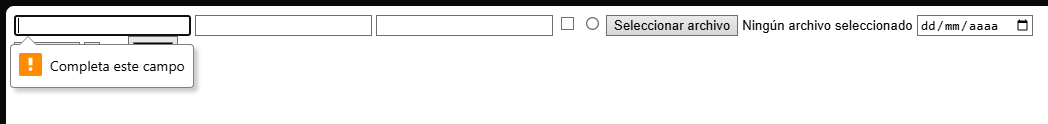 Seleccionar archivo Ningún archivo seleccionado dd/mm/aaaa
Completa este campo